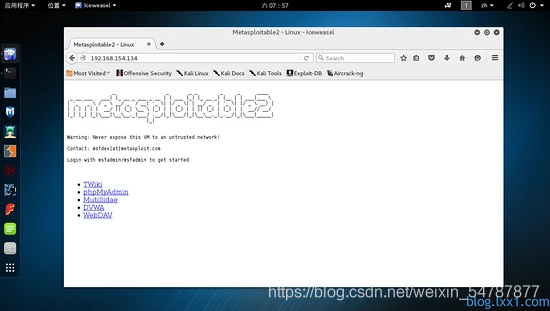 应用程序 位置 Iceweasel 六 07 : 57 1 zh
Metasploitable2 - Linux - Iceweasel
Metasploitable2 - Linux
192.168.154.134 Search
Most Visited Offensive Security Kali Linux Kali Docs Kali Tools Exploit-DB Aircrack-ng
metasploitable2
Warning: Never expose this VM to an untrusted network!
Contact: msfdev[at]metasploit.com
Login with msfadmin/msfadmin to get started
TWiki
phpMyAdmin
Mutillidae
DVWA
WebDAV
https://blog.csdn.net/weixin_54787877
blog.lxx1.com